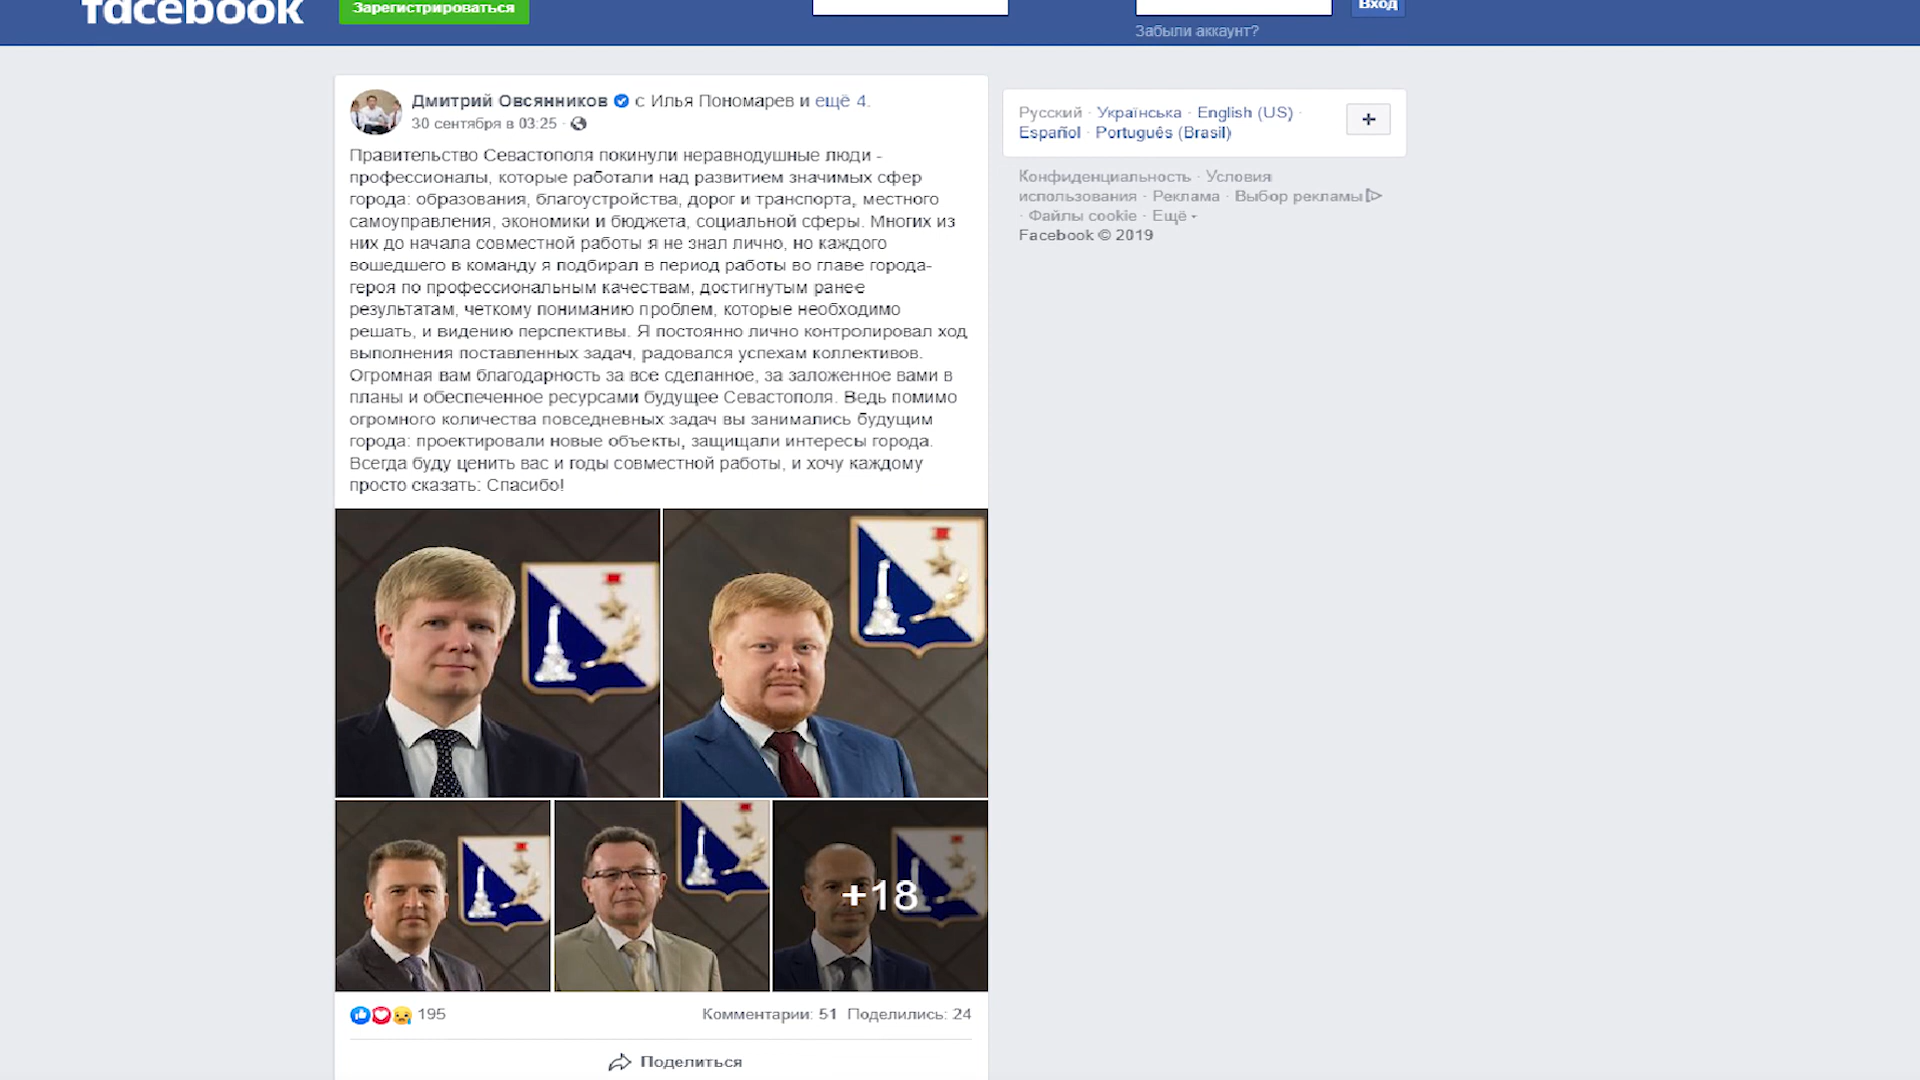 facebook
Зарегистрироваться
Вход
Забыли аккаунт?
Дмитрий Овсянников с Илья Пономарев и ещё 4.
30 сентября в 03:25 ·
Правительство Севастополя покинули неравнодушные люди -
профессионалы, которые работали над развитием значимых сфер
города: образования, благоустройства, дорог и транспорта, местного
самоуправления, экономики и бюджета, социальной сферы. Многих из
них до начала совместной работы я не знал лично, но каждого
вошедшего в команду я подбирал в период работы во главе города-
героя по профессиональным качествам, достигнутым ранее
результатам, четкому пониманию проблем, которые необходимо
решать, и видению перспективы. Я постоянно лично контролировал ход
выполнения поставленных задач, радовался успехам коллективов.
Огромная вам благодарность за все сделанное, за заложенное вами в
планы и обеспеченное ресурсами будущее Севастополя. Ведь помимо
огромного количества повседневных задач вы занимались будущим
города: проектировали новые объекты, защищали интересы города.
Всегда буду ценить вас и годы совместной работы, и хочу каждому
просто сказать: Спасибо!
+18
195
Комментарии: 51 Поделились: 24
Поделиться
Русский · Українська · English (US) ·
Español · Português (Brasil)
+
Конфиденциальность · Условия
использования · Реклама · Выбор рекламы
· Файлы cookie · Ещё
Facebook © 2019